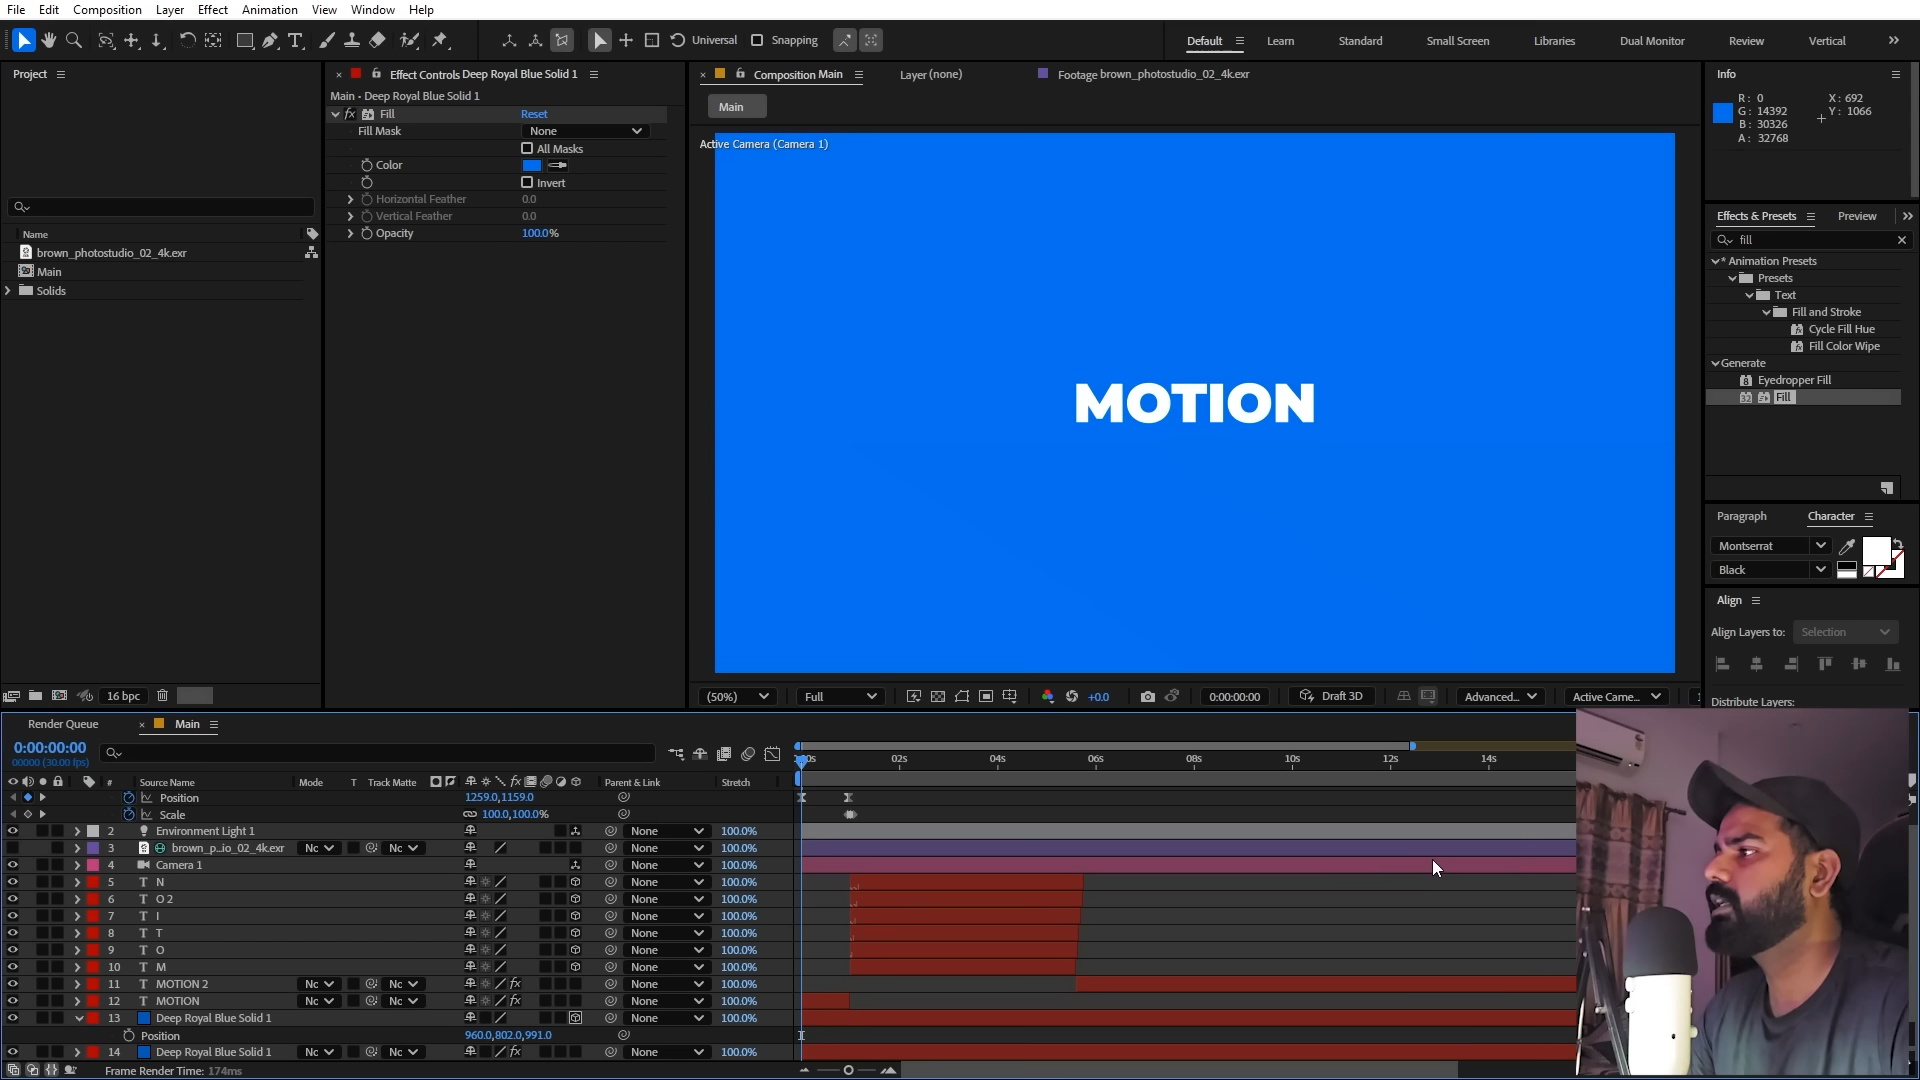 File Edit Composition Layer Effect Animation View Window Help
Universal Snapping Default Learn Standard Small Screen Libraries Dual Monitor Review Vertical
Project
Name
brown_photostudio_02_4k.exr
Main
Solids
16 bpc
Effect Controls Deep Royal Blue Solid 1
Main - Deep Royal Blue Solid 1
fx Fill Reset
Fill Mask None
All Masks
Color
Invert
Horizontal Feather 0.0
Vertical Feather 0.0
Opacity 100.0%
Composition Main Layer (none) Footage brown_photostudio_02_4k.exr
Main
Active Camera (Camera 1)
MOTION
(50%) Full +0.0 0:00:00:00 Draft 3D Advanced... Active Came...
Info
R: 0 X: 692
G: 14392 Y: 1066
B: 30326
A: 32768
Effects & Presets Preview
fill
* Animation Presets
Presets
Text
Fill and Stroke
Cycle Fill Hue
Fill Color Wipe
Generate
Eyedropper Fill
Fill
Paragraph Character
Montserrat
Black
Align
Align Layers to: Selection
Distribute Layers:
Render Queue Main
0:00:00:00
00000 (30.00 fps)
02s 04s 06s 08s 10s 12s 14s
# Source Name Mode T Track Matte fx Parent & Link Stretch
Position 1259.0,1159.0
Scale 100.0,100.0%
2 Environment Light 1 None 100.0%
3 brown_p...io_02_4k.exr Nc Nc None 100.0%
4 Camera 1 None 100.0%
5 T N None 100.0%
6 T O 2 None 100.0%
7 T I None 100.0%
8 T T None 100.0%
9 T O None 100.0%
10 T M None 100.0%
11 T MOTION 2 Nc Nc fx None 100.0%
12 T MOTION Nc Nc fx None 100.0%
13 Deep Royal Blue Solid 1 None 100.0%
Position 960.0,802.0,991.0
14 Deep Royal Blue Solid 1 Nc Nc fx None 100.0%
Frame Render Time: 174ms